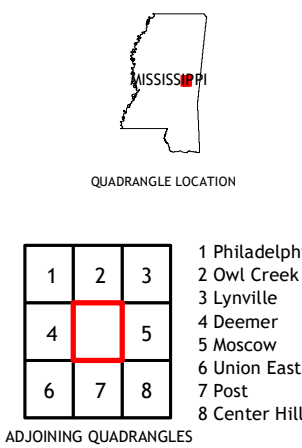 MISSISSIPPI
QUADRANGLE LOCATION
1 2 3
4 5
6 7 8
1 Philadelph
2 Owl Creek
3 Lynville
4 Deemer
5 Moscow
6 Union East
7 Post
8 Center Hill
ADJOINING QUADRANGLES